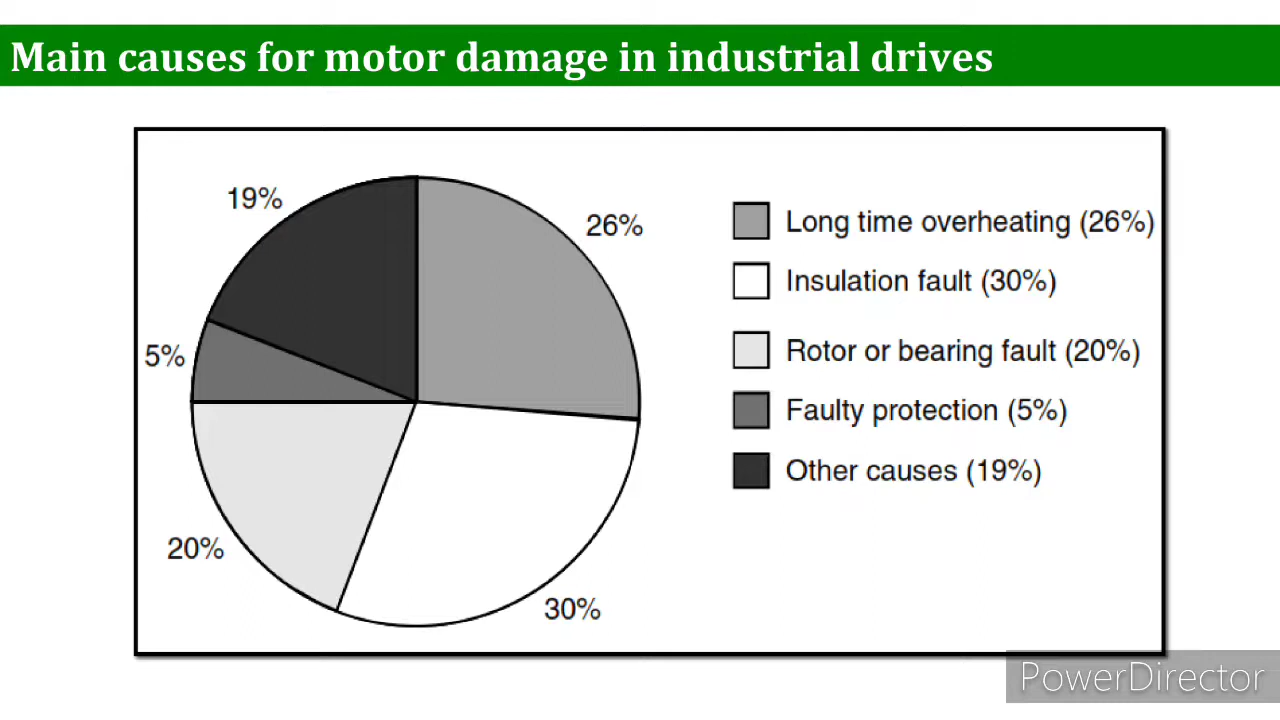 Main causes for motor damage in industrial drives
19%
26%
5%
20%
30%
Long time overheating (26%)
Insulation fault (30%)
Rotor or bearing fault (20%)
Faulty protection (5%)
Other causes (19%)
PowerDirector